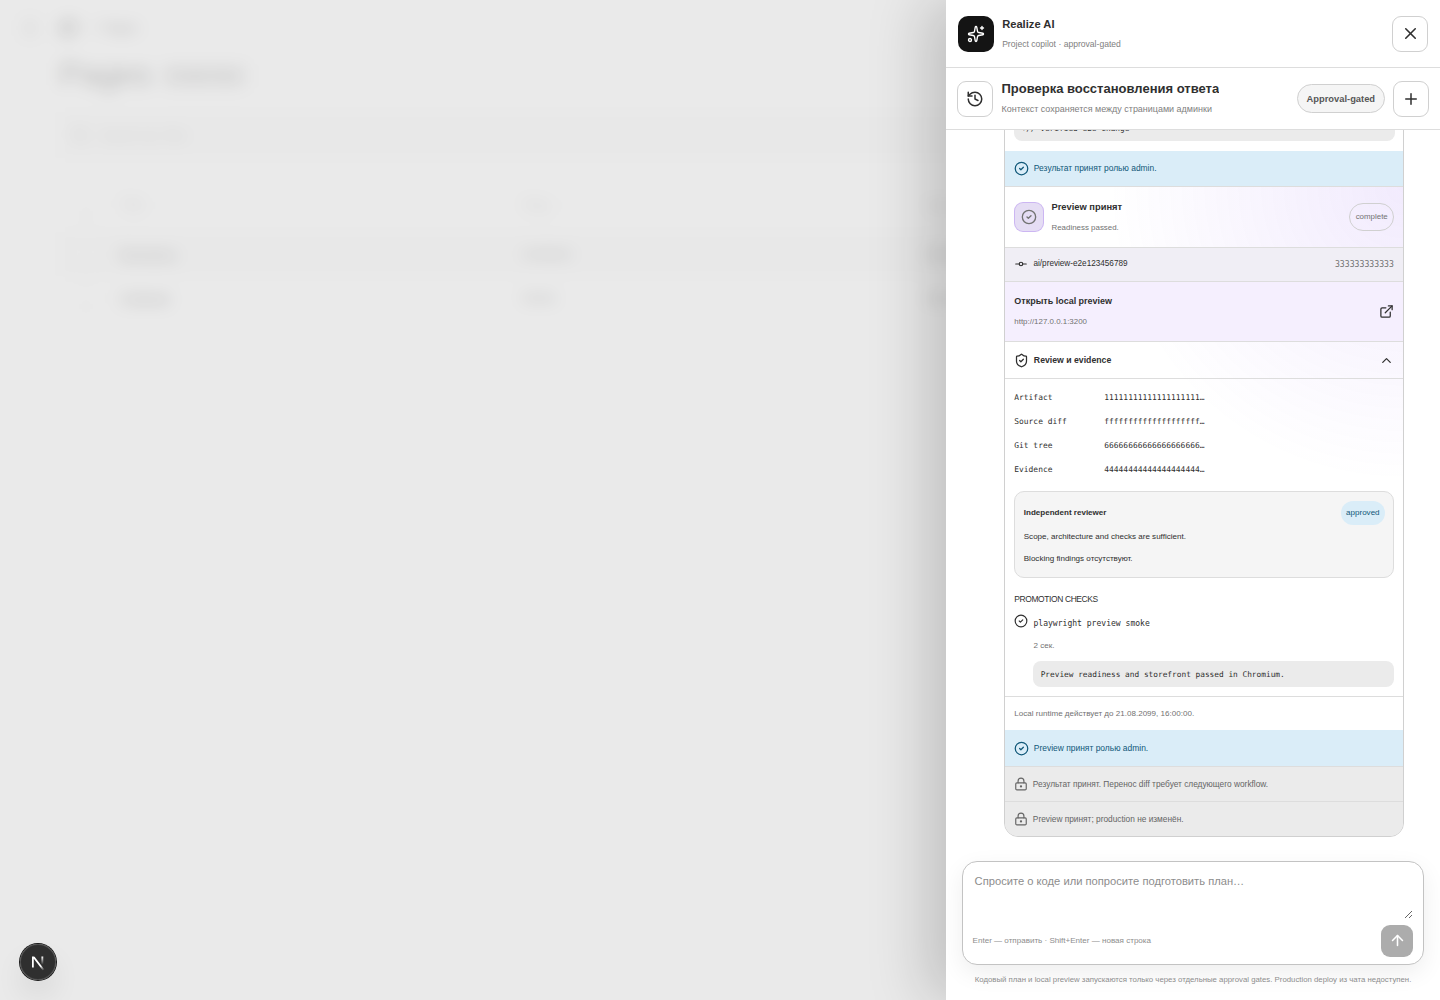 Realize AI
Project copilot · approval-gated
Проверка восстановления ответа
Контекст сохраняется между страницами админки
Approval-gated
Результат принят ролью admin.
Preview принят
Readiness passed.
complete
ai/preview-e2e123456789
333333333333
Открыть local preview
http://127.0.0.1:3200
Review и evidence
Artifact 11111111111111111111…
Source diff ffffffffffffffffffff…
Git tree 66666666666666666666…
Evidence 44444444444444444444…
Independent reviewer
approved
Scope, architecture and checks are sufficient.
Blocking findings отсутствуют.
PROMOTION CHECKS
playwright preview smoke
2 сек.
Preview readiness and storefront passed in Chromium.
Local runtime действует до 21.08.2099, 16:00:00.
Preview принят ролью admin.
Результат принят. Перенос diff требует следующего workflow.
Preview принят; production не изменён.
Спросите о коде или попросите подготовить план…
Enter — отправить · Shift+Enter — новая строка
Кодовый план и local preview запускаются только через отдельные approval gates. Production deploy из чата недоступен.